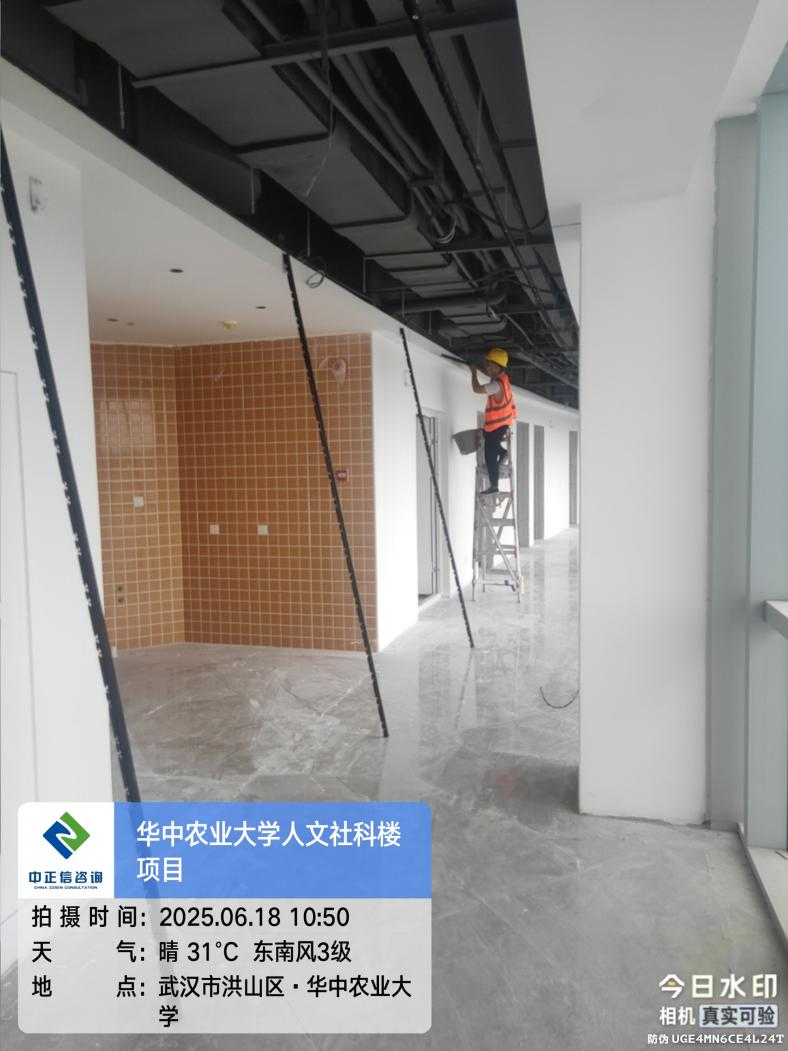 中正信咨询
CHINA ZOSEN CONSULTATION
华中农业大学人文社科楼
项目
拍摄时间：2025.06.18 10:50
天气：晴 31℃ 东南风3级
地点：武汉市洪山区·华中农业大
学
今日水印
相机 真实可验
防伪 UGE4MN6CE4L24T